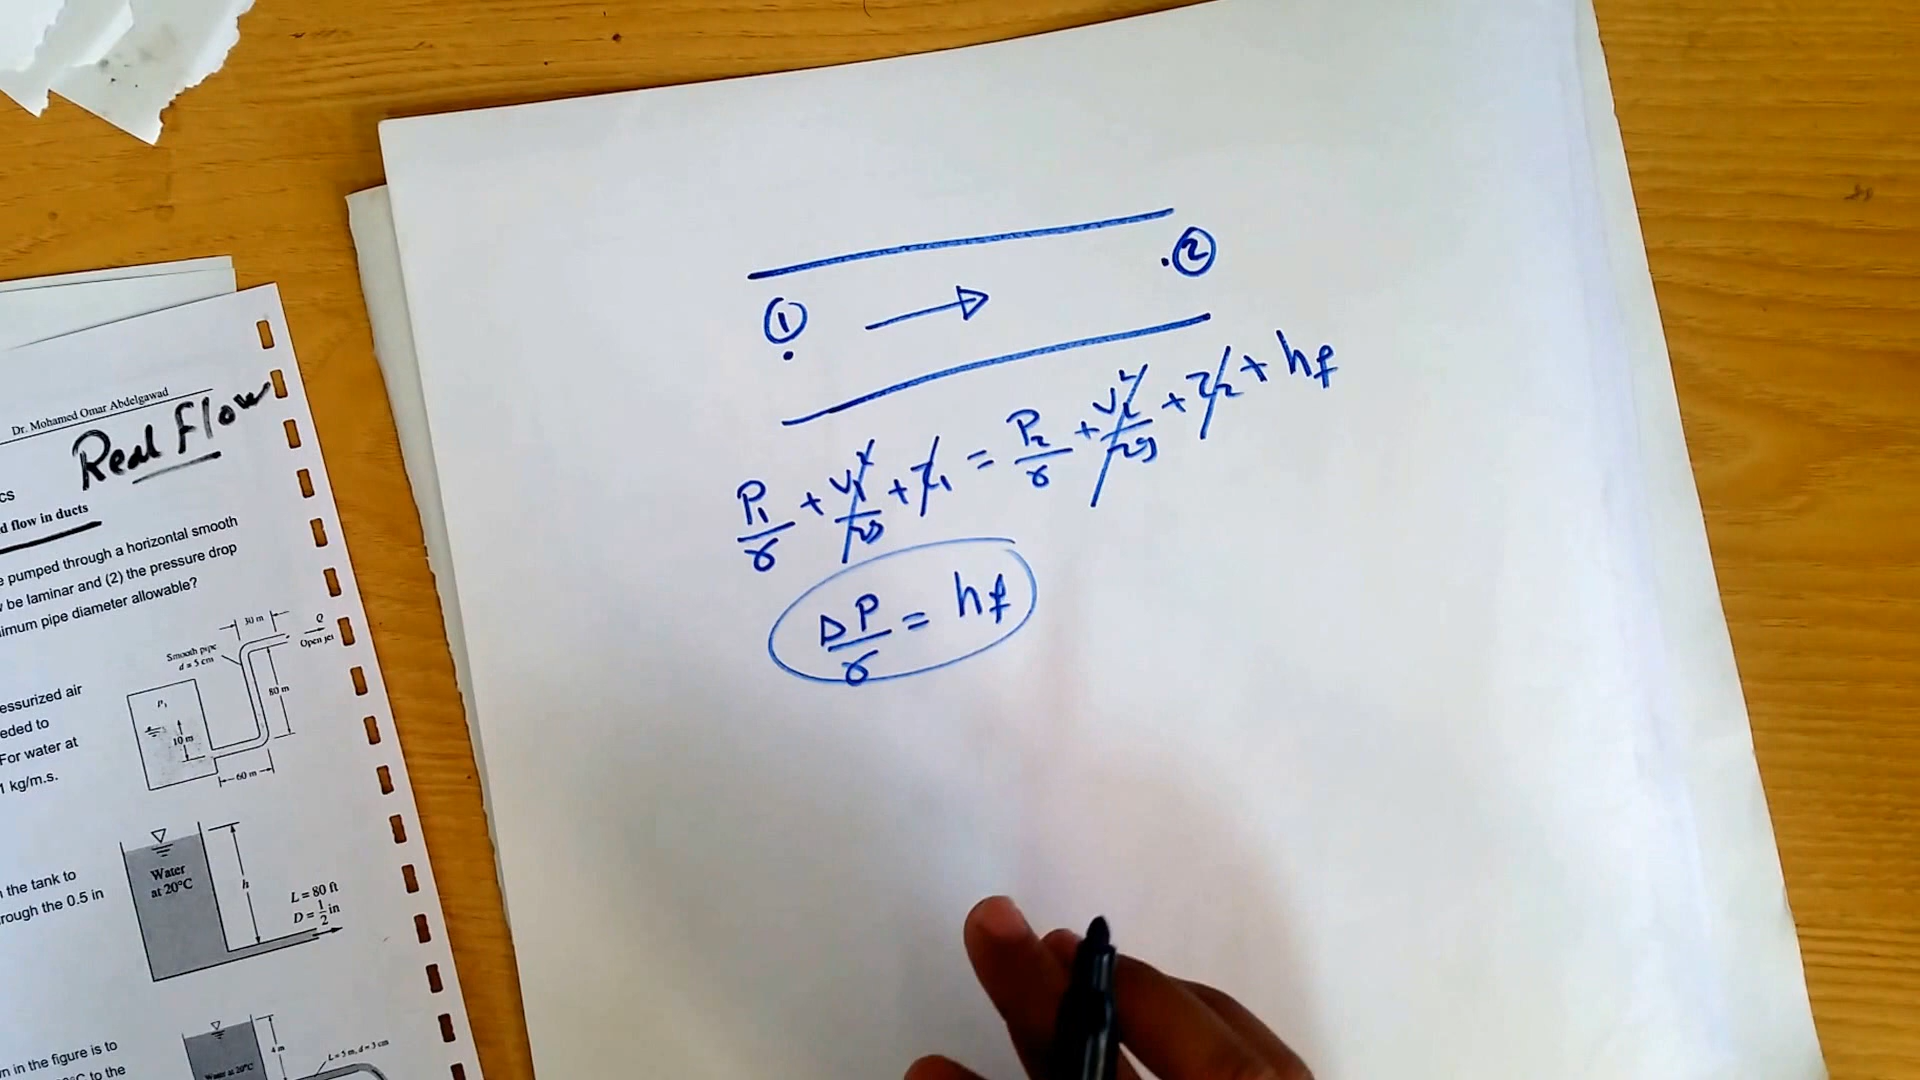 Dr. Mohamed Omar Abdelgawad
Real Flow
cs
d flow in ducts
e pumped through a horizontal smooth
be laminar and (2) the pressure drop
imum pipe diameter allowable?
30 m
Q
Open jet
Smooth pipe
d = 5 cm
80 m
P₁
10 m
60 m
essurized air
eded to
For water at
1 kg/m.s.
Water
at 20°C
h
L = 80 ft
D = 1/2 in
the tank to
rough the 0.5 in
4 m
L = 5 m, d = 3 cm
Water at 20°C
n in the figure is to
°C to the
① ②
P₁/γ + V₁²/2g + Z₁ = P₂/γ + V₂²/2g + Z₂ + hf
ΔP/γ = hf